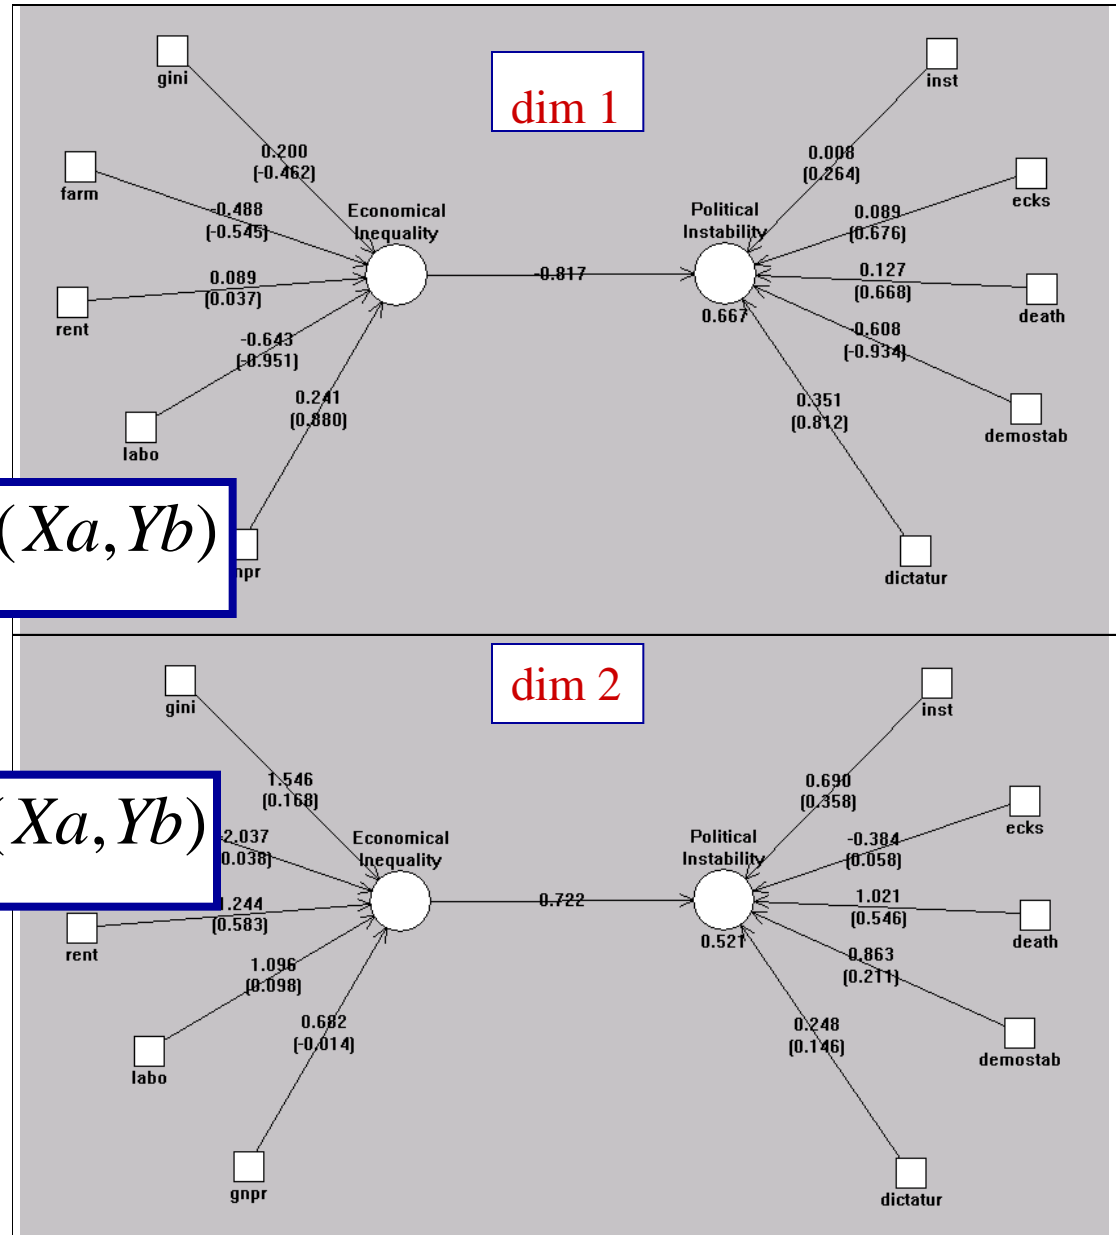 gini
inst
dim 1
0.200
(-0.462)
0.008
(0.264)
farm
ecks
-0.488
(-0.545)
Economical
Inequality
Political
Instability
0.089
(0.676)
0.089
(0.037)
-0.817
0.127
(0.668)
rent
0.667
death
-0.643
(-0.951)
-0.608
(-0.934)
0.241
(0.880)
0.351
(0.812)
labo
demostab
(Xa,Yb)
dictatur
dim 2
gini
inst
1.546
(0.168)
0.690
(0.358)
(Xa,Yb)
ecks
Economical
Inequality
Political
Instability
-0.384
(0.058)
(0.583)
0.722
1.021
(0.546)
rent
0.521
death
1.096
(0.098)
0.863
(0.211)
0.682
(-0.014)
0.248
(0.146)
labo
demostab
gnpr
dictatur